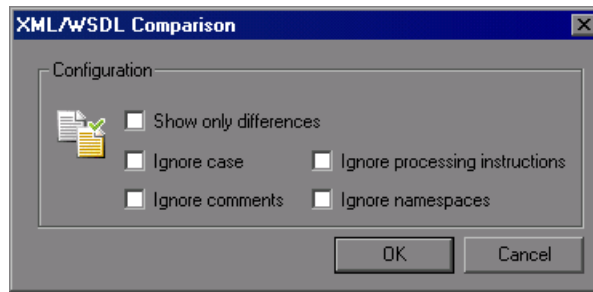 XML/WSDL Comparison
Configuration
Show only differences
Ignore case
Ignore processing instructions
Ignore comments
Ignore namespaces
OK
Cancel